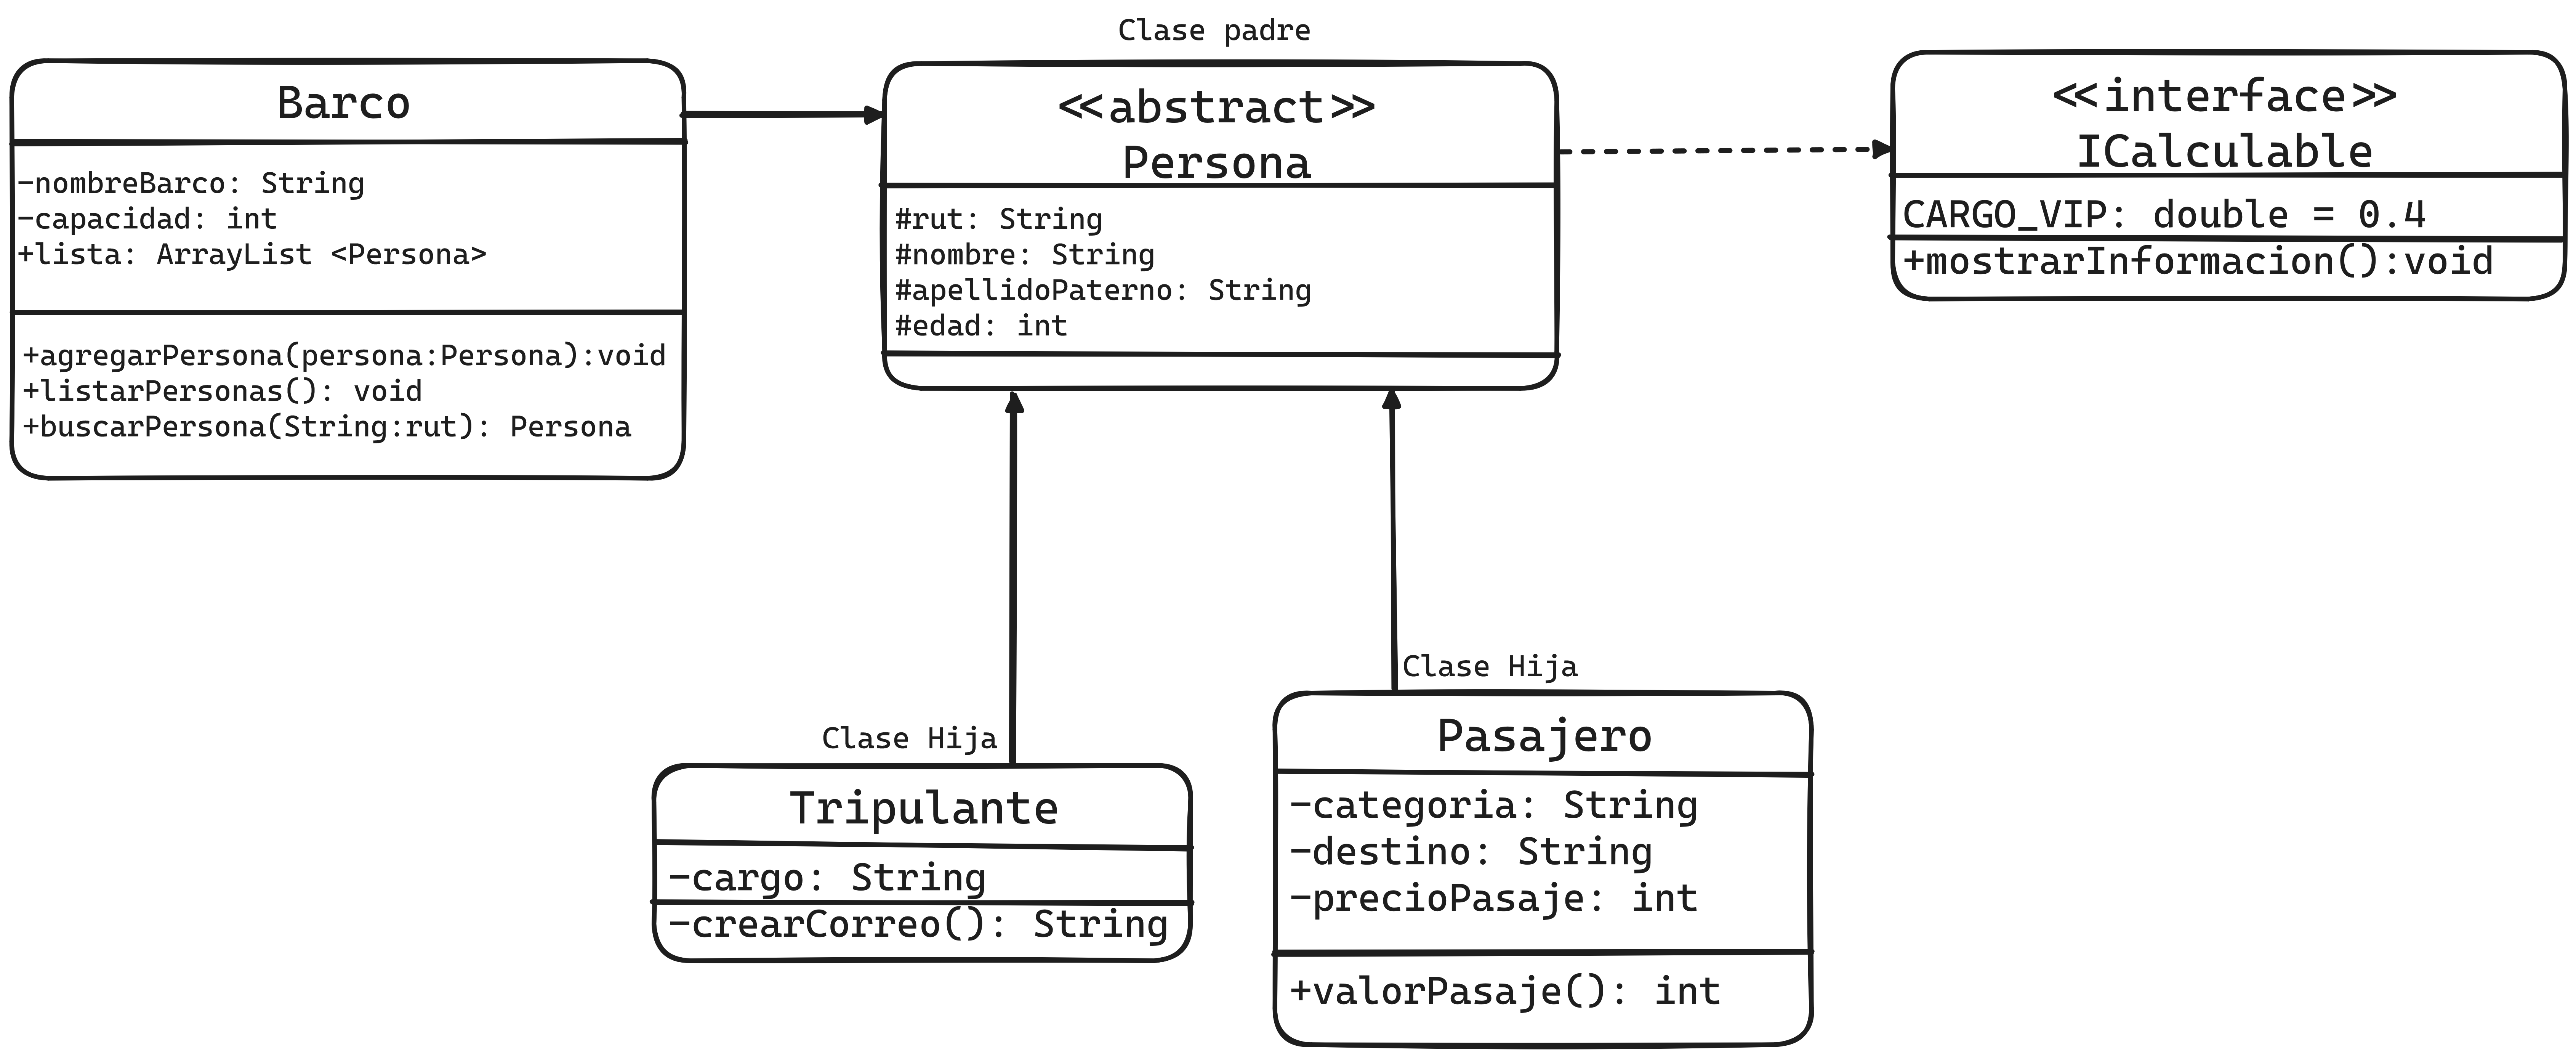 Clase padre
Barco
-nombreBarco: String
-capacidad: int
+lista: ArrayList <Persona>
+agregarPersona(persona:Persona):void
+listarPersonas(): void
+buscarPersona(String:rut): Persona
<<abstract>>
Persona
#rut: String
#nombre: String
#apellidoPaterno: String
#edad: int
<<interface>>
ICalculable
CARGO_VIP: double = 0.4
+mostrarInformacion():void
Clase Hija
Tripulante
-cargo: String
-crearCorreo(): String
Clase Hija
Pasajero
-categoria: String
-destino: String
-precioPasaje: int
+valorPasaje(): int